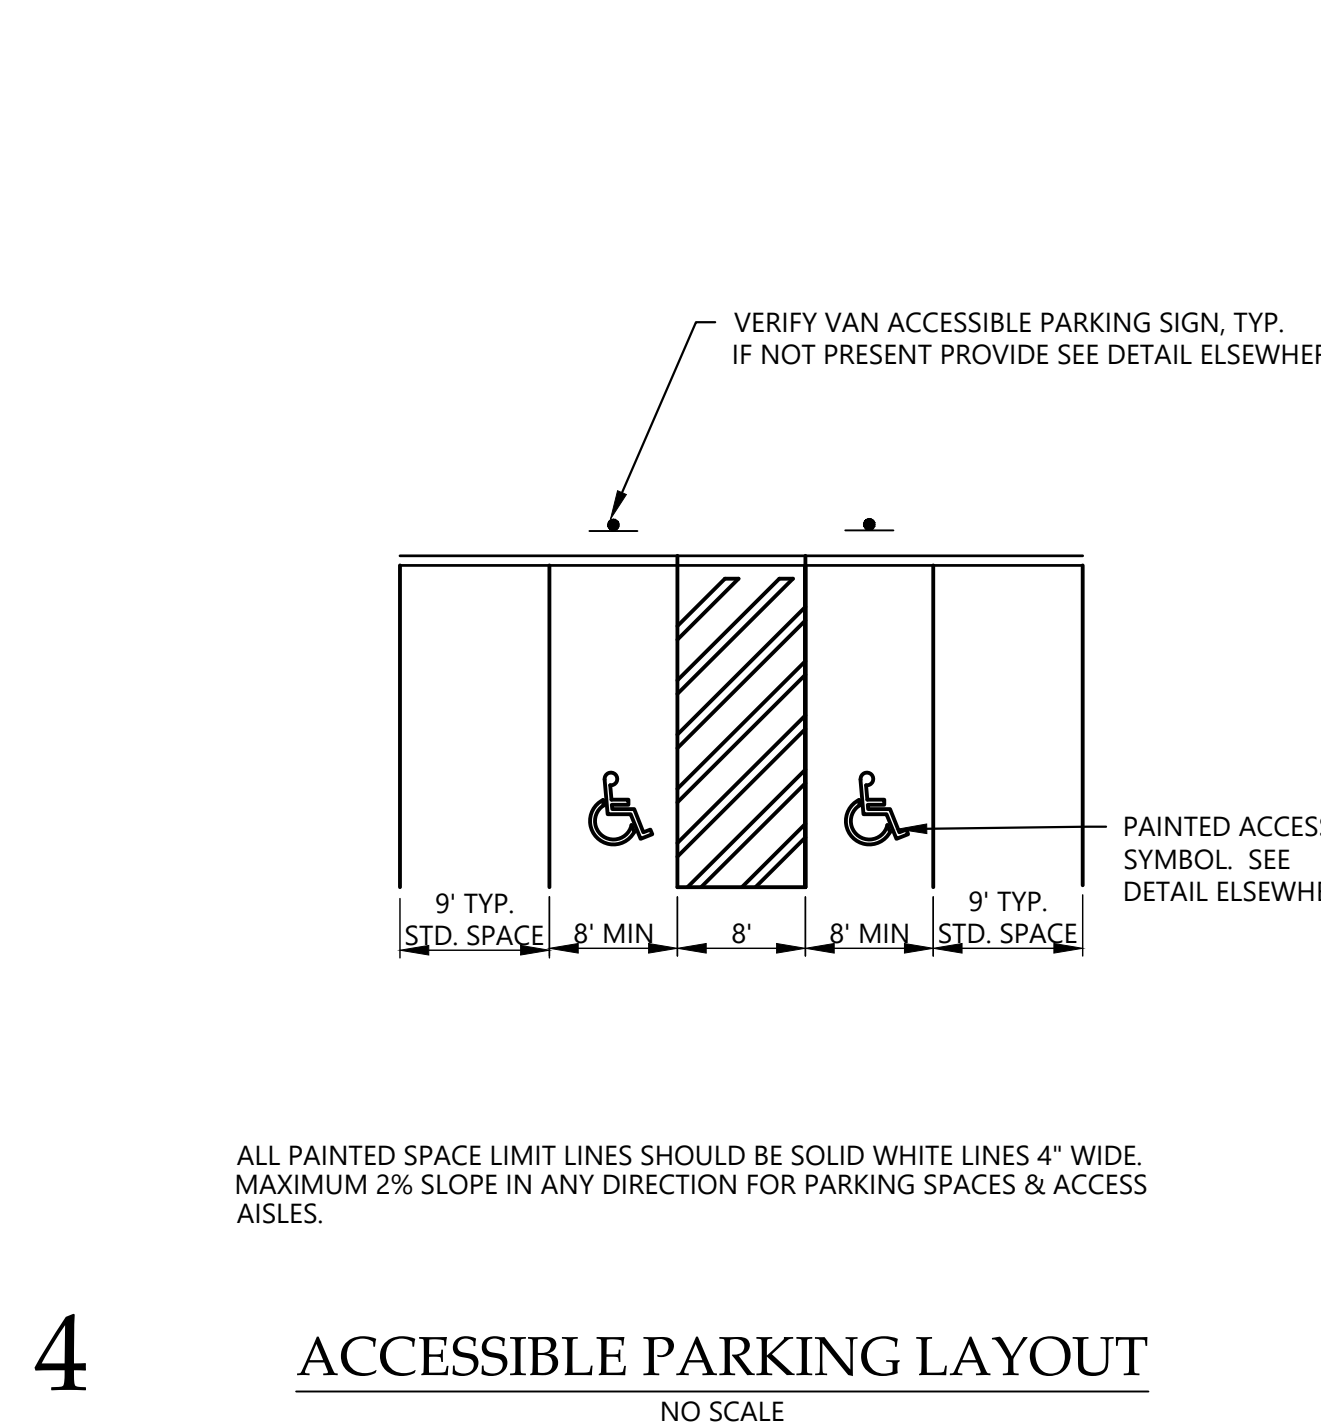 VERIFY VAN ACCESSIBLE PARKING SIGN, TYP.
IF NOT PRESENT PROVIDE SEE DETAIL
PAINTED
SYMBOL. SEE
DETAIL
9' TYP.
STD. SPACE
8' MIN
8'
8' MIN
9' TYP.
STD. SPACE
ALL PAINTED SPACE LIMIT LINES SHOULD BE SOLID WHITE LINES 4" WIDE.
MAXIMUM 2% SLOPE IN ANY DIRECTION FOR PARKING SPACES & ACCESS
AISLES.
4
ACCESSIBLE PARKING LAYOUT
NO SCALE